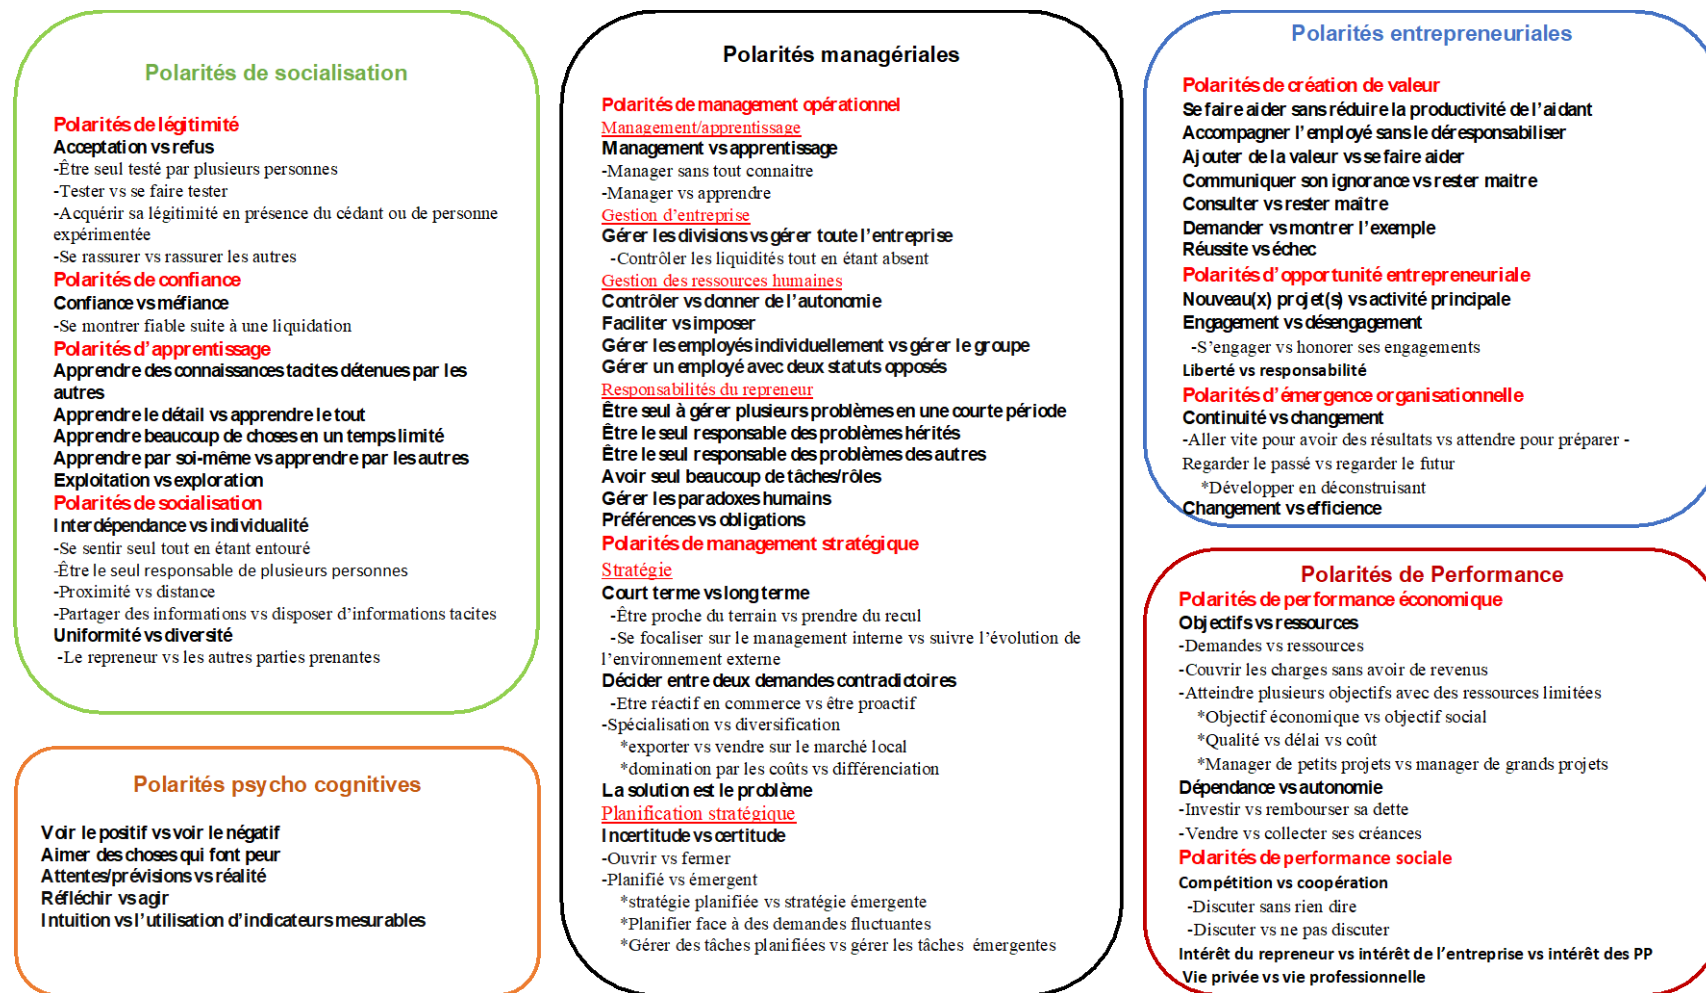 Polarités de socialisation
Polarités de légitimité
Acceptation vs refus
-Être seul testé par plusieurs personnes
-Tester vs se faire tester
-Acquérir sa légitimité en présence du cédant ou de personne
expérimentée
-Se rassurer vs rassurer les autres
Polarités de confiance
Confiance vs méfiance
-Se montrer fiable suite à une liquidation
Polarités d'apprentissage
Apprendre des connaissances tacites détenues par les
autres
Apprendre le détail vs apprendre le tout
Apprendre beaucoup de choses en un temps limité
Apprendre par soi-même vs apprendre par les autres
Exploitation vs exploration
Polarités de socialisation
Interdépendance vs individualité
-Se sentir seul tout en étant entouré
-Être le seul responsable de plusieurs personnes
-Proximité vs distance
-Partager des informations vs disposer d'informations tacites
Uniformité vs diversité
-Le repreneur vs les autres parties prenantes
Polarités psycho cognitives
Voir le positif vs voir le négatif
Aimer des choses qui font peur
Attentes/prévisions vs réalité
Réfléchir vs agir
Intuition vs l'utilisation d'indicateurs mesurables
Polarités managériales
Polarités de management opérationnel
Management/apprentissage
Management vs apprentissage
-Manager sans tout connaitre
-Manager vs apprendre
Gestion d'entreprise
Gérer les divisions vs gérer toute l'entreprise
-Contrôler les liquidités tout en étant absent
Gestion des ressources humaines
Contrôler vs donner de l'autonomie
Faciliter vs imposer
Gérer les employés individuellement vs gérer le groupe
Gérer un employé avec deux statuts opposés
Responsabilités du repreneur
Être seul à gérer plusieurs problèmes en une courte période
Être le seul responsable des problèmes hérités
Être le seul responsable des problèmes des autres
Avoir seul beaucoup de tâches/rôles
Gérer les paradoxes humains
Préférences vs obligations
Polarités de management stratégique
Stratégie
Court terme vs long terme
-Être proche du terrain vs prendre du recul
-Se focaliser sur le management interne vs suivre l'évolution de
l'environnement externe
Décider entre deux demandes contradictoires
-Etre réactif en commerce vs être proactif
-Spécialisation vs diversification
*exporter vs vendre sur le marché local
*domination par les coûts vs différenciation
La solution est le problème
Planification stratégique
Incertitude vs certitude
-Ouvrir vs fermer
-Planifié vs émergent
*stratégie planifiée vs stratégie émergente
*Planifier face à des demandes fluctuantes
*Gérer des tâches planifiées vs gérer les tâches émergentes
Polarités entrepreneuriales
Polarités de création de valeur
Se faire aider sans réduire la productivité de l'aidant
Accompagner l'employé sans le déresponsabiliser
Ajouter de la valeur vs se faire aider
Communiquer son ignorance vs rester maitre
Consulter vs rester maître
Demander vs montrer l'exemple
Réussite vs échec
Polarités d'opportunité entrepreneuriale
Nouveau(x) projet(s) vs activité principale
Engagement vs désengagement
-S'engager vs honorer ses engagements
Liberté vs responsabilité
Polarités d'émergence organisationnelle
Continuité vs changement
-Aller vite pour avoir des résultats vs attendre pour préparer -
Regarder le passé vs regarder le futur
*Développer en déconstruisant
Changement vs efficience
Polarités de Performance
Polarités de performance économique
Objectifs vs ressources
-Demandes vs ressources
-Couvrir les charges sans avoir de revenus
-Atteindre plusieurs objectifs avec des ressources limitées
*Objectif économique vs objectif social
*Qualité vs délai vs coût
*Manager de petits projets vs manager de grands projets
Dépendance vs autonomie
-Investir vs rembourser sa dette
-Vendre vs collecter ses créances
Polarités de performance sociale
Compétition vs coopération
-Discuter sans rien dire
-Discuter vs ne pas discuter
Intérêt du repreneur vs intérêt de l'entreprise vs intérêt des PP
Vie privée vs vie professionnelle